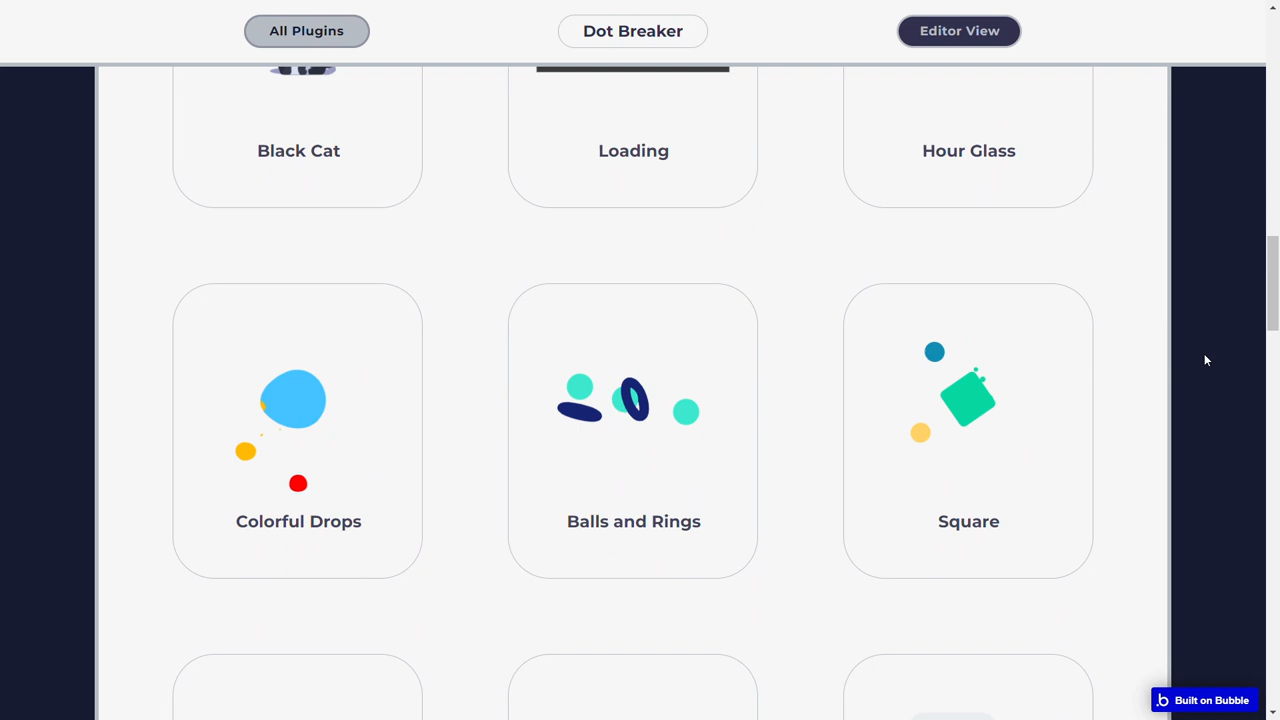 All Plugins
Dot Breaker
Editor View
Black Cat
Loading
Hour Glass
Colorful Drops
Balls and Rings
Square
.b Built on Bubble